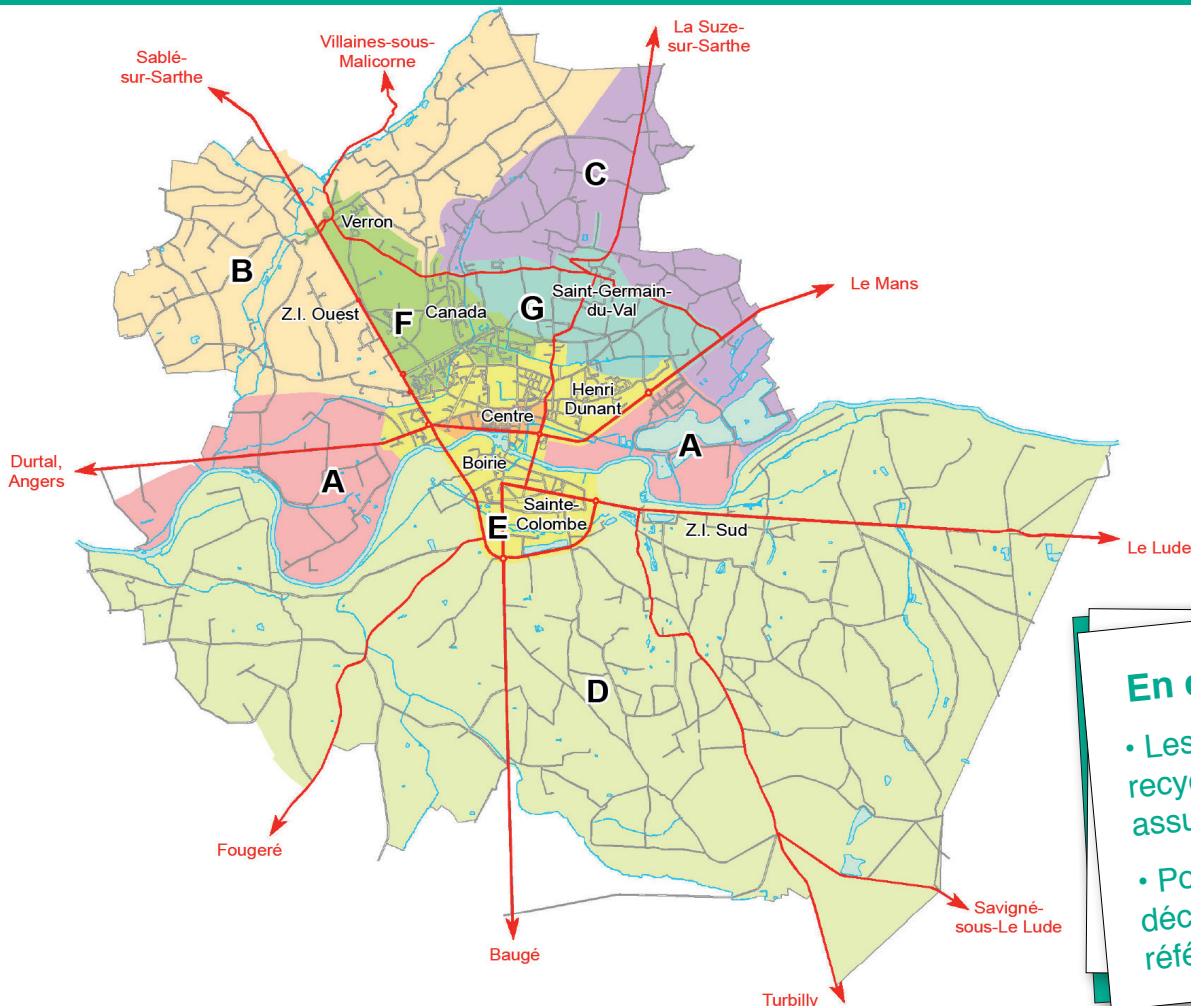 La Suze-
sur-Sarthe
Villaines-sous-
Malicorne
Sablé-
sur-Sarthe
C
Verron
B
Le Mans
Saint-Germain-
du-Val
Z.I. Ouest
F
Canada
G
Henri
Dunant
Centre
A
Durtal,
Angers
Boirie
A
Sainte-
Colombe
E
Z.I. Sud
Le Lude
D
En
• Les
recy
assu
• Po
déc
réfé
Fougeré
Savigné-
sous-Le Lude
Baugé
Turbilly